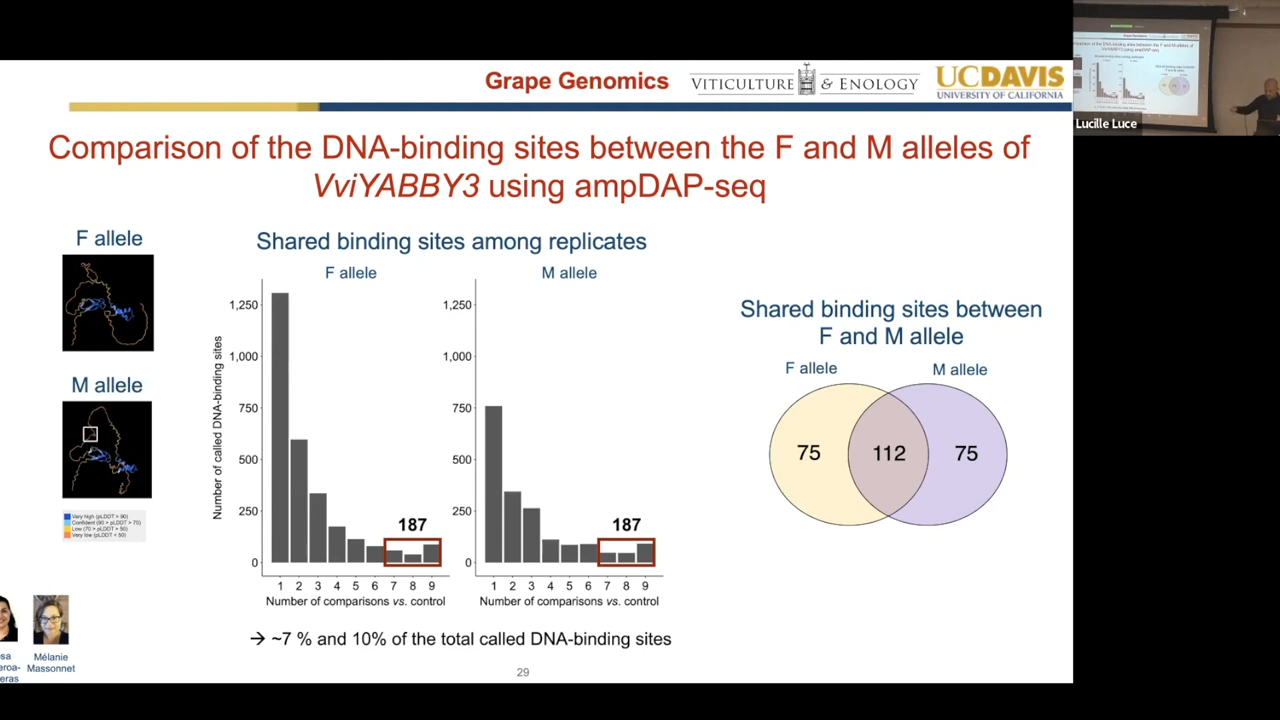 Grape Genomics
VITICULTURE & ENOLOGY
UCDAVIS
UNIVERSITY OF CALIFORNIA
Comparison of the DNA-binding sites between the F and M alleles of
VviYABBY3 using ampDAP-seq
F allele
M allele
Very high (pLDDT > 90)
Confident (90 > pLDDT > 70)
Low (70 > pLDDT > 50)
Very low (pLDDT < 50)
Shared binding sites among replicates
F allele
Number of called DNA-binding sites
1,250
1,000
750
500
250
0
187
1 2 3 4 5 6 7 8 9
Number of comparisons vs. control
M allele
1,250
1,000
750
500
250
0
187
1 2 3 4 5 6 7 8 9
Number of comparisons vs. control
→ ~7 % and 10% of the total called DNA-binding sites
Shared binding sites between
F and M allele
F allele
M allele
75
112
75
sa
eroa-
eras
Mélanie
Massonnet
29
Lucille Luce